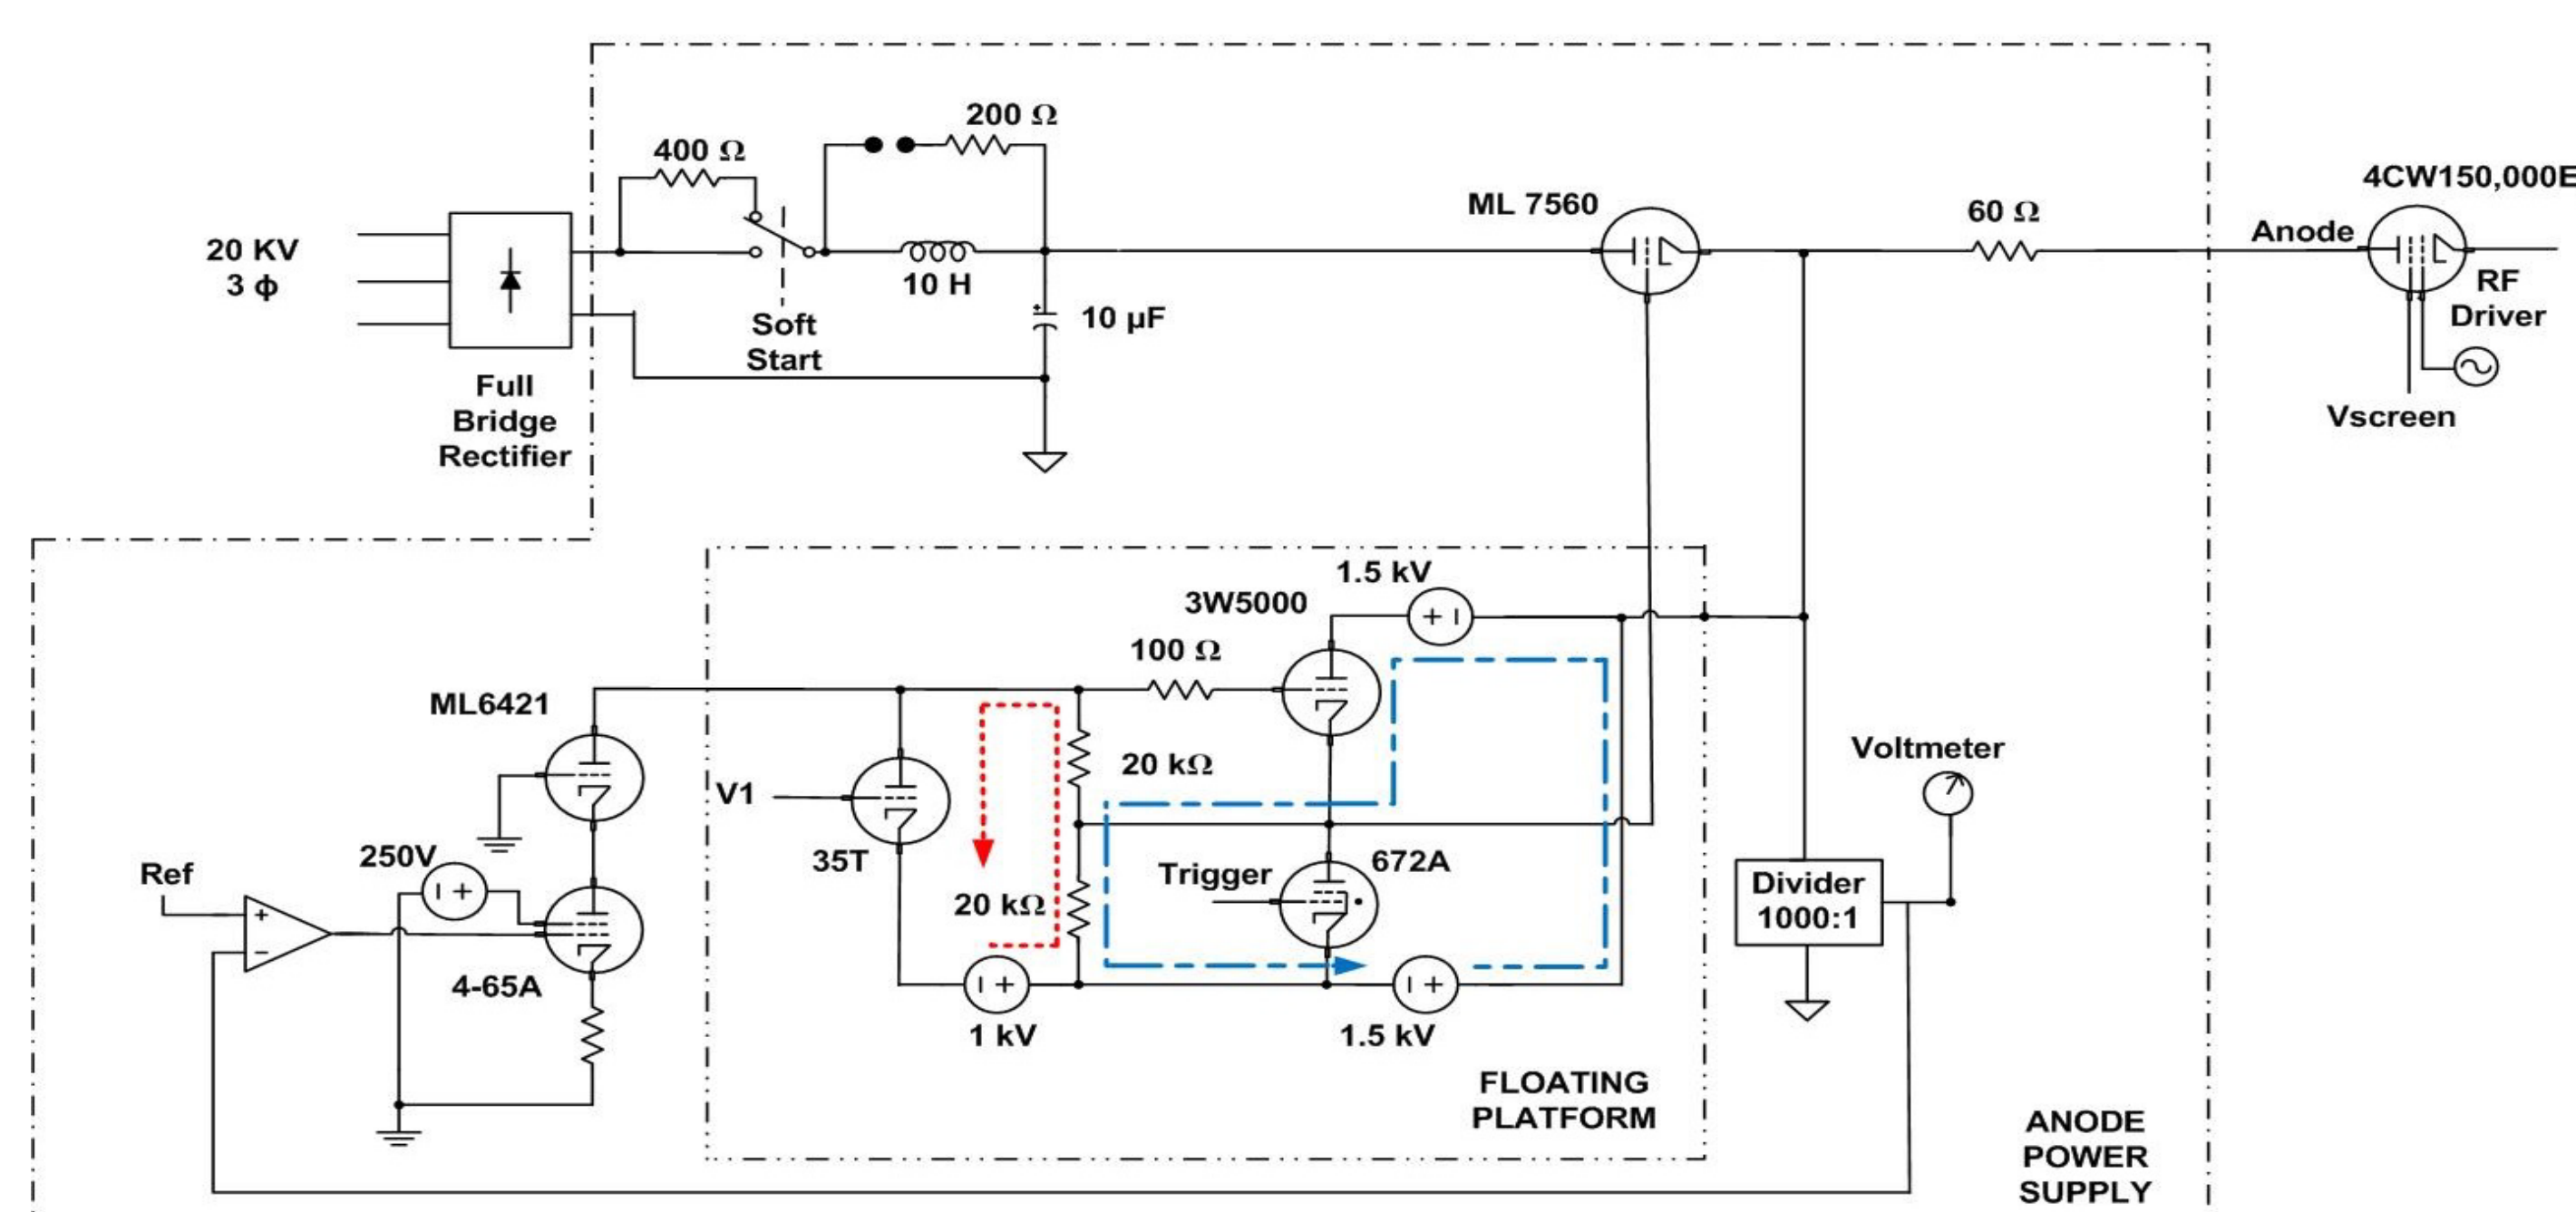 200 Ω
400 Ω
20 KV
3 ϕ
10 H
Soft
Start
10 µF
Full
Bridge
Rectifier
ML 7560
60 Ω
4CW150,000E
Anode
RF
Driver
Vscreen
1.5 kV
3W5000
100 Ω
ML6421
V1
20 kΩ
Voltmeter
250V
Ref
35T
Trigger
672A
20 kΩ
Divider
1000:1
4-65A
1 kV
1.5 kV
FLOATING
PLATFORM
ANODE
POWER
SUPPLY